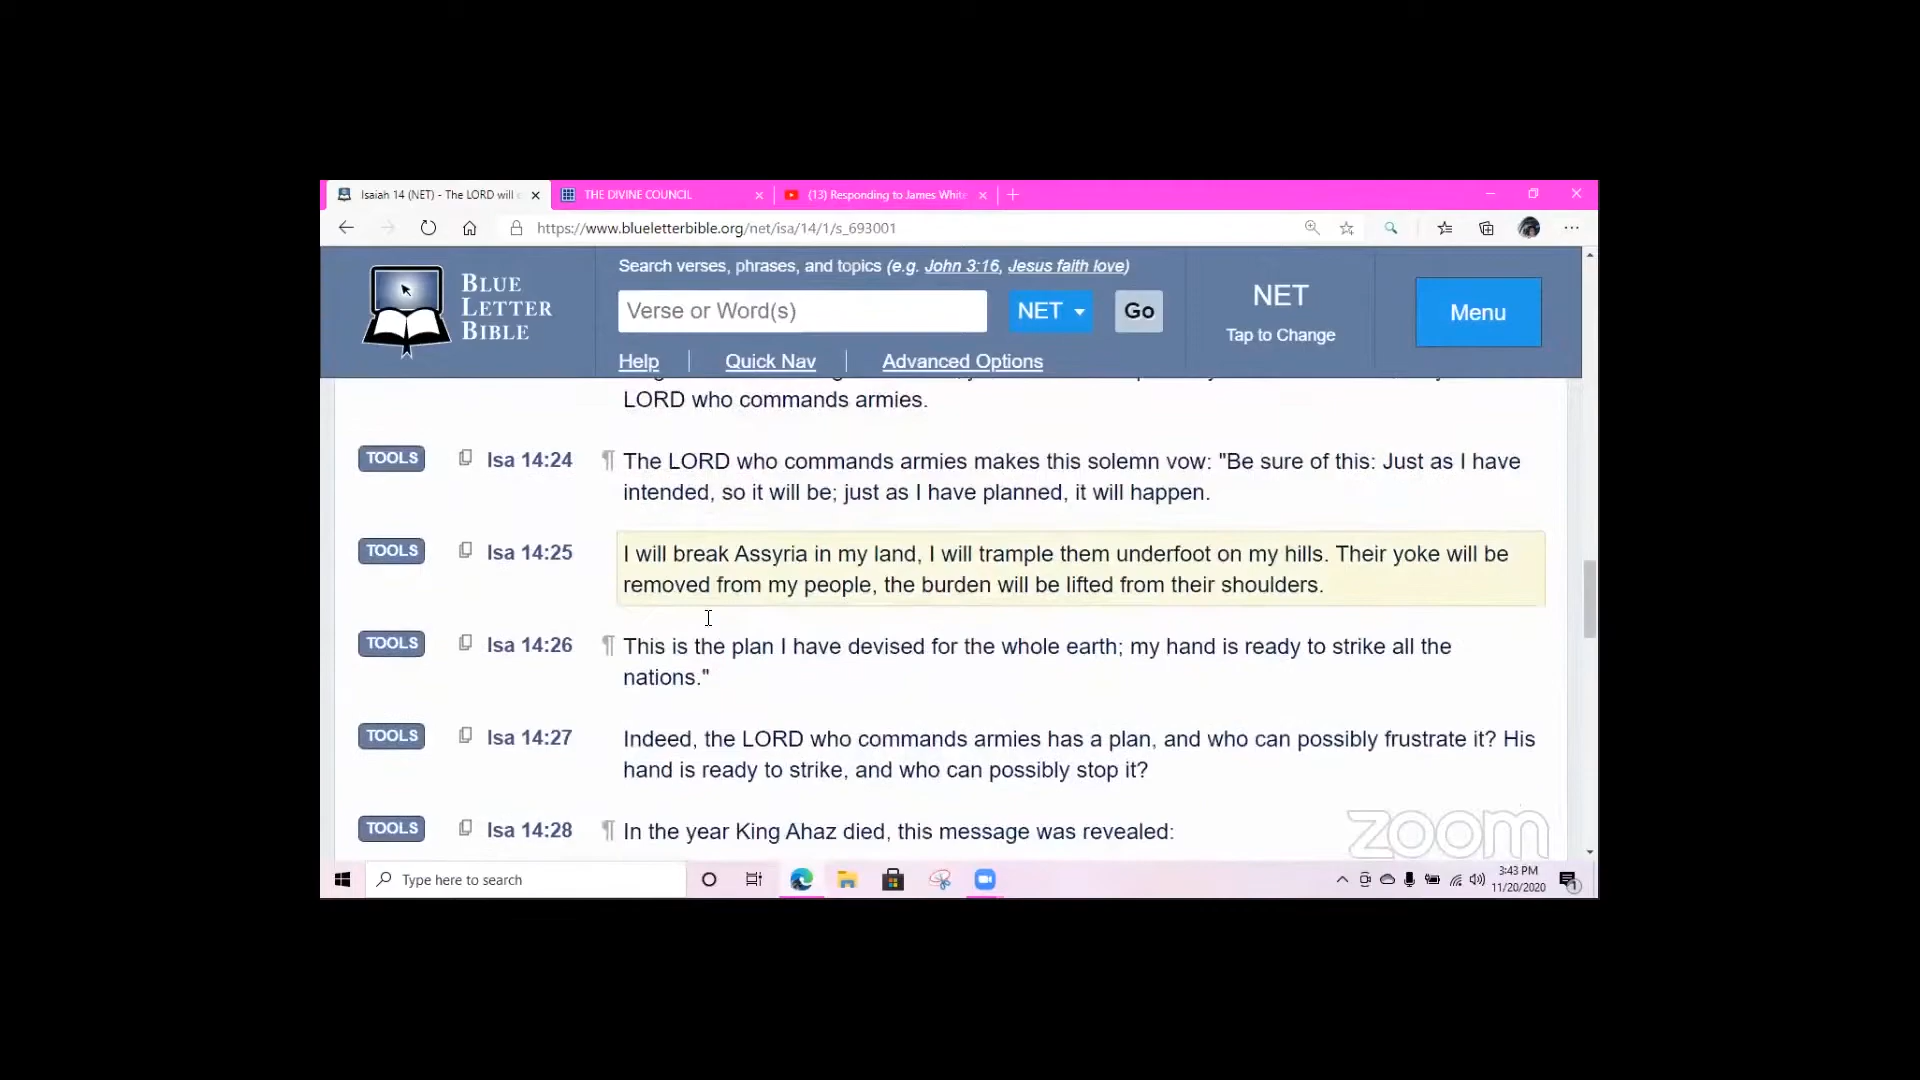 Isaiah 14 (NET) - The LORD will
THE DIVINE COUNCIL
(13) Responding to James White
https://www.blueletterbible.org/net/isa/14/1/s_693001
BLUE
LETTER
BIBLE
Search verses, phrases, and topics (e.g. John 3:16, Jesus faith love)
Verse or Word(s)
NET
Go
Help
Quick Nav
Advanced Options
NET
Tap to Change
Menu
LORD who commands armies.
TOOLS Isa 14:24 ¶ The LORD who commands armies makes this solemn vow: "Be sure of this: Just as I have
intended, so it will be; just as I have planned, it will happen.
TOOLS Isa 14:25 I will break Assyria in my land, I will trample them underfoot on my hills. Their yoke will be
removed from my people, the burden will be lifted from their shoulders.
TOOLS Isa 14:26 ¶ This is the plan I have devised for the whole earth; my hand is ready to strike all the
nations."
TOOLS Isa 14:27 Indeed, the LORD who commands armies has a plan, and who can possibly frustrate it? His
hand is ready to strike, and who can possibly stop it?
TOOLS Isa 14:28 ¶ In the year King Ahaz died, this message was revealed:
zoom
Type here to search
3:43 PM
11/20/2020
1